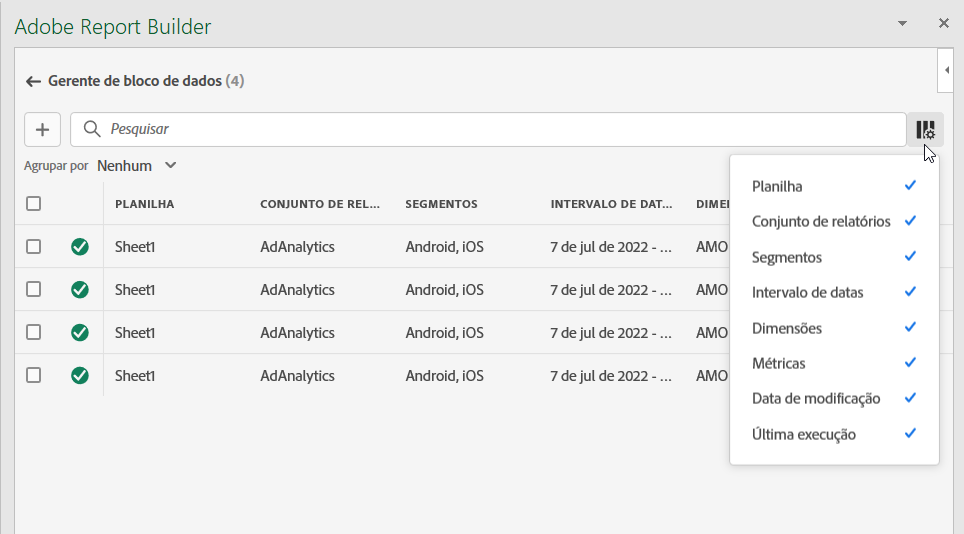 Adobe Report Builder
Gerente de bloco de dados (4)
Pesquisar
Agrupar por Nenhum
PLANILHA CONJUNTO DE REL... SEGMENTOS INTERVALO DE DAT... DIME
Sheet1 AdAnalytics Android, iOS 7 de jul de 2022 - ... AMO
Sheet1 AdAnalytics Android, iOS 7 de jul de 2022 - ... AMO
Sheet1 AdAnalytics Android, iOS 7 de jul de 2022 - ... AMO
Sheet1 AdAnalytics Android, iOS 7 de jul de 2022 - ... AMO
Planilha
Conjunto de relatórios
Segmentos
Intervalo de datas
Dimensões
Métricas
Data de modificação
Última execução